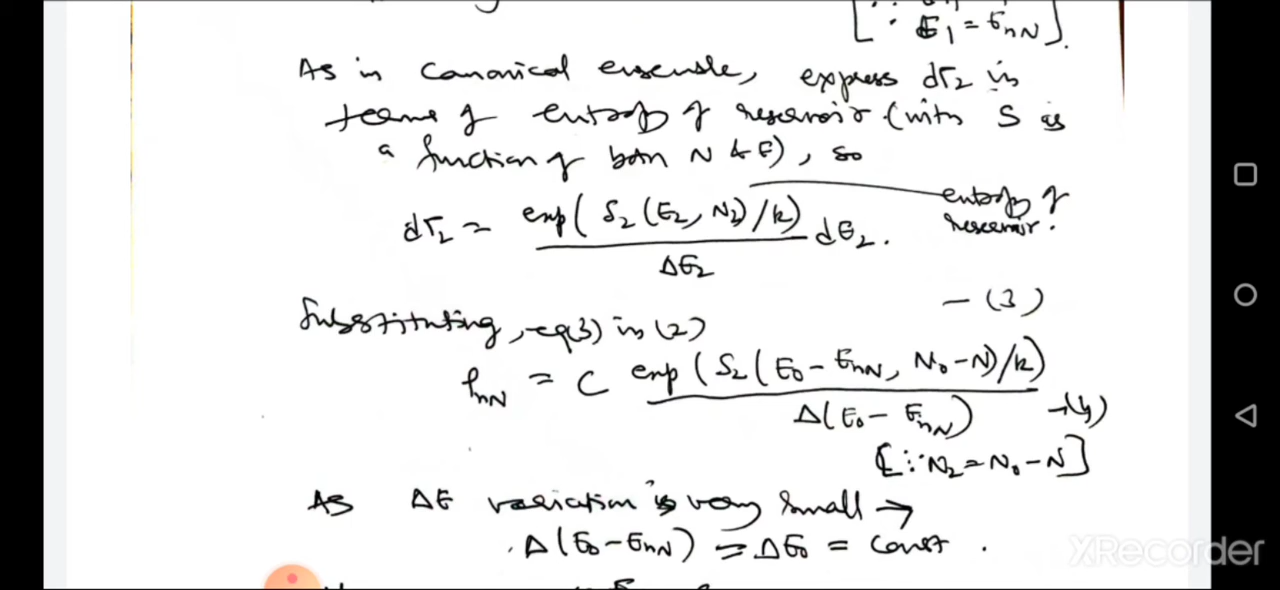 [∵ E₁ = EₙN].
As in Canonical ensemble, express dΓ₂ in
terms of entropy of reservoir (with S as
a function of both N & E), so
dΓ₂ = exp(S₂(E₂, N₂)/k) / ΔE₂ dE₂.
entropy of
reservoir.
— (3)
Substituting, eq(3) in (2)
ρₙN = C exp(S₂(E₀ – EₙN, N₀ – N)/k) / Δ(E₀ – EₙN) → (4)
[∵ N₂ = N₀ – N]
As ΔE variation is very small →
Δ(E₀ – EₙN) = ΔE₀ = const.
XRecorder